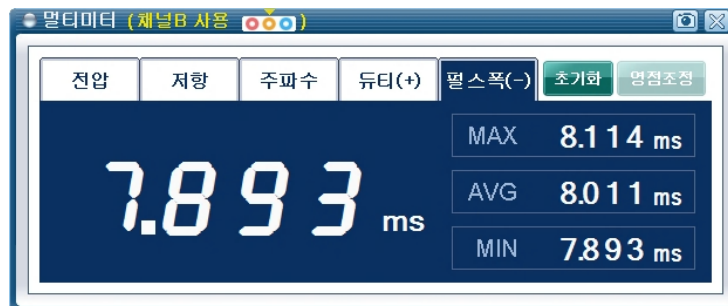 멀티미터 (채널B 사용 )
전압 저항 주파수 듀티(+) 펄스폭(-) 초기화 영점조정
7.893 ms
MAX 8.114 ms
AVG 8.011 ms
MIN 7.893 ms